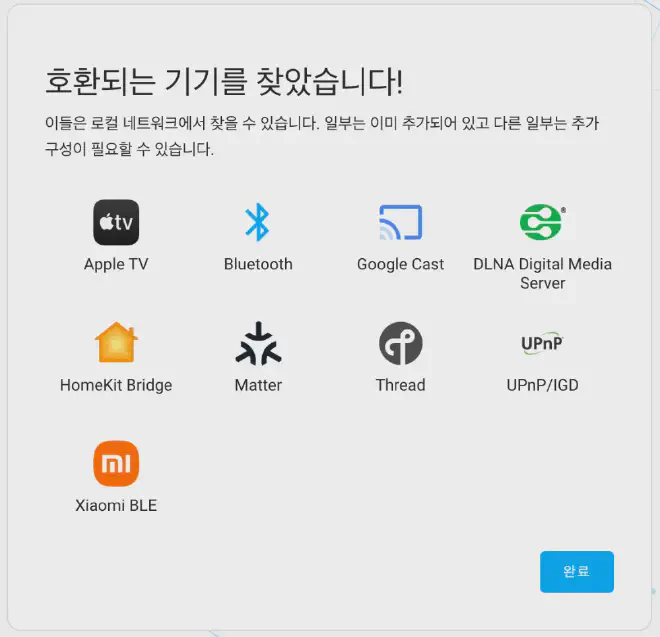 호환되는 기기를 찾았습니다!
이들은 로컬 네트워크에서 찾을 수 있습니다. 일부는 이미 추가되어 있고 다른 일부는 추가
구성이 필요할 수 있습니다.
tv
Apple TV
Bluetooth
Google Cast
®
DLNA Digital Media
Server
HomeKit Bridge
Matter
Thread
UPnP
UPnP/IGD
mi
Xiaomi BLE
완료